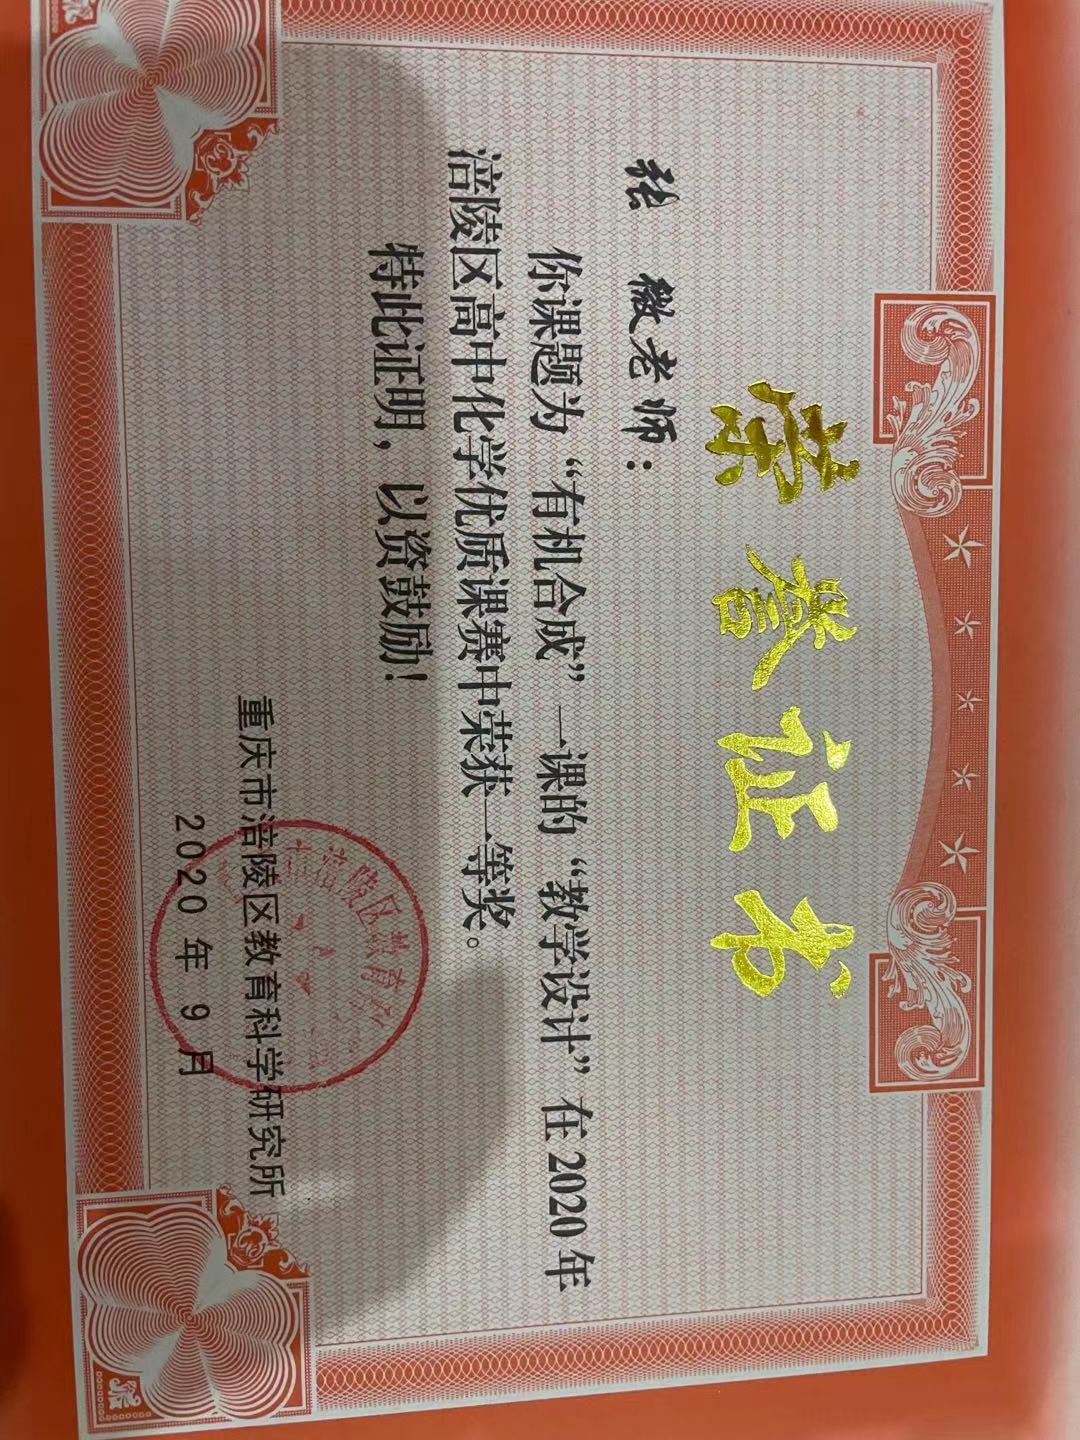 荣誉证书
张 微老师：
你课题为“有机合成”一课的“教学设计”在2020年
涪陵区高中化学优质课赛中荣获一等奖。
特此证明，以资鼓励！
市涪陵区教育科
重庆市涪陵区教育科学研究所
2020 年 9 月